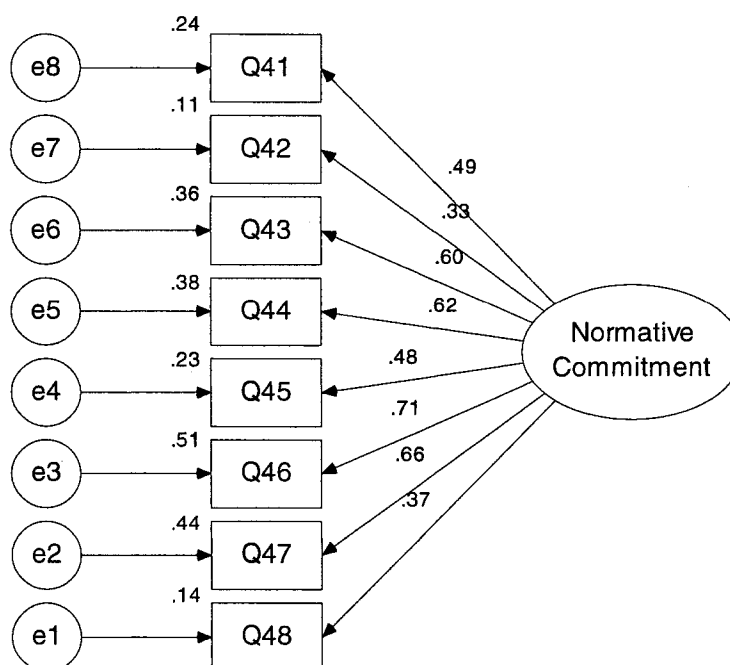 .24
e8
Q41
.11
e7
Q42
.49
.36
e6
Q43
.33
.60
.38
e5
Q44
.62
Normative
Commitment
.23
e4
Q45
.48
.71
.51
e3
Q46
.66
.44
e2
Q47
.37
.14
e1
Q48